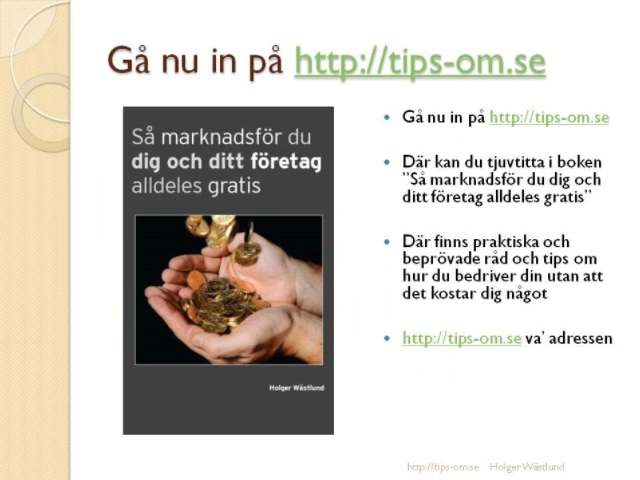 Gå nu in på http://tips-om.se
Så marknadsför du
dig och ditt företag
alldeles gratis
Holger Wästlund
• Gå nu in på http://tips-om.se
• Där kan du tjuvtitta i boken
”Så marknadsför du dig och
ditt företag alldeles gratis”
• Där finns praktiska och
beprövade råd och tips om
hur du bedriver din utan att
det kostar dig något
• http://tips-om.se va’ adressen
http://tips-om.se Holger Wästlund